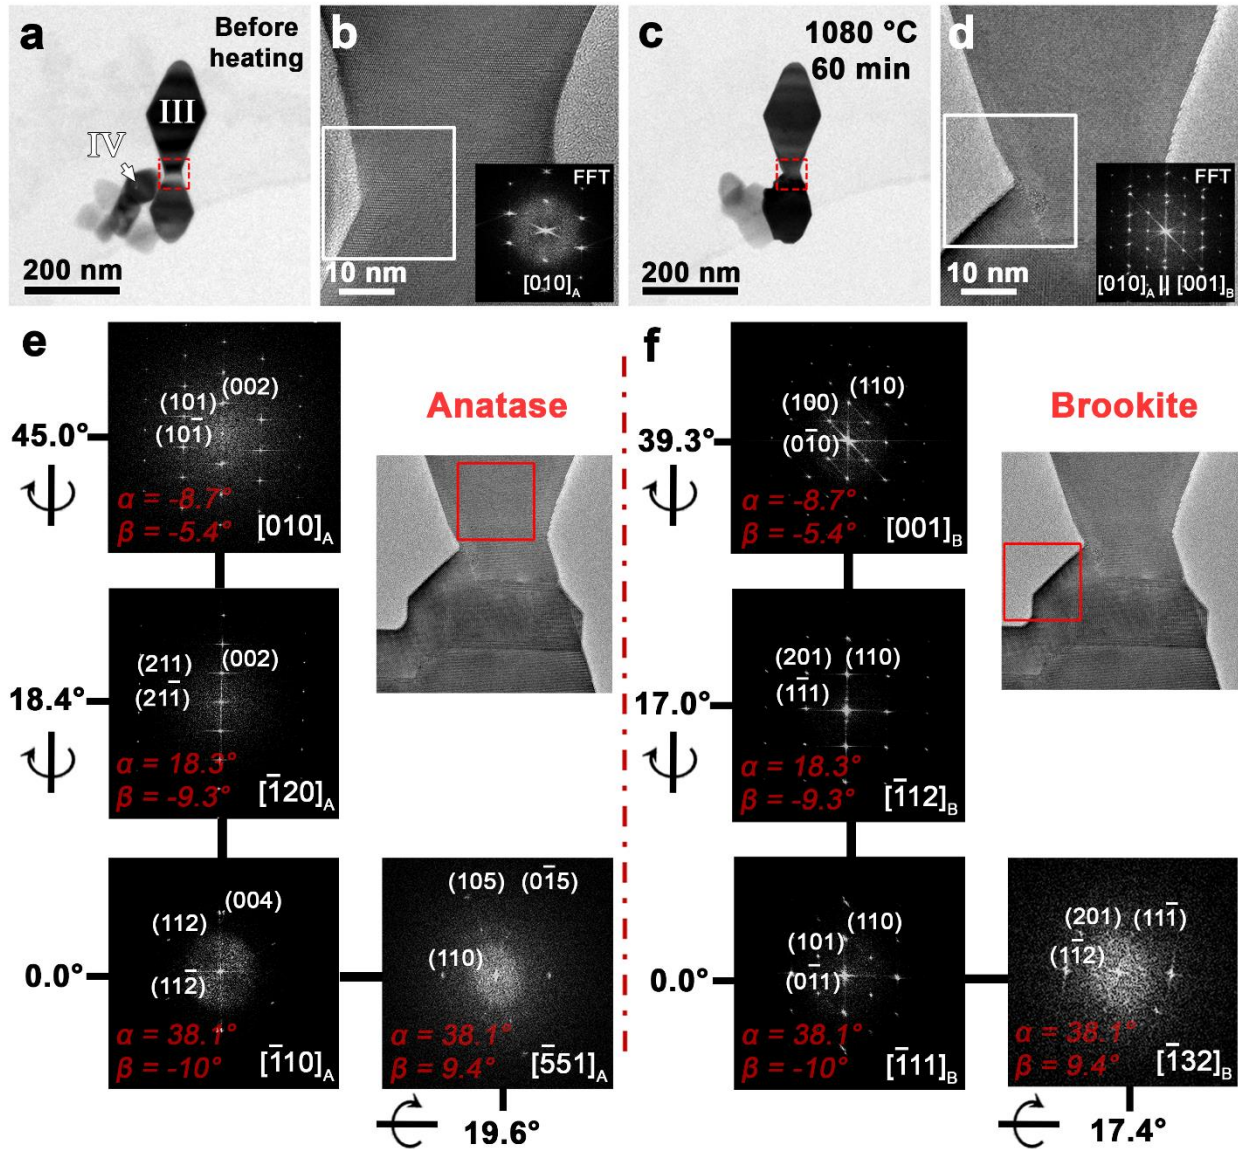 a
Before
heating
III
IV
200 nm
b
10 nm
FFT
[010]A
c
1080 °C
60 min
200 nm
d
10 nm
FFT
[010]A || [001]B
e
(002)
(101)
(101̄)
45.0°
α = -8.7°
β = -5.4°
[010]A
Anatase
(211)
(002)
(211̄)
18.4°
α = 18.3°
β = -9.3°
[1̄20]A
(004)
(112)
(112̄)
0.0°
α = 38.1°
β = -10°
[1̄10]A
(105)
(01̄5)
(110)
α = 38.1°
β = 9.4°
[5̄51]A
19.6°
f
(100)
(110)
(01̄0)
39.3°
α = -8.7°
β = -5.4°
[001]B
Brookite
(201)
(110)
(11̄1)
17.0°
α = 18.3°
β = -9.3°
[1̄12]B
(110)
(101)
(01̄1)
0.0°
α = 38.1°
β = -10°
[1̄11]B
(201)
(111̄)
(11̄2)
α = 38.1°
β = 9.4°
[1̄32]B
17.4°